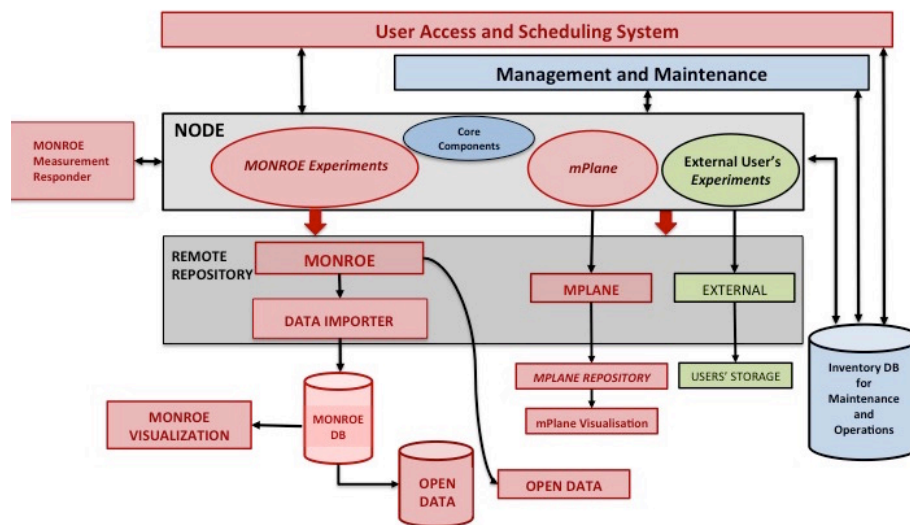 User Access and Scheduling System
Management and Maintenance
NODE
Core
Components
MONROE
Measurement
Responder
MONROE Experiments
mPlane
External User's
Experiments
REMOTE
REPOSITORY
MONROE
MPLANE
EXTERNAL
DATA IMPORTER
MPLANE REPOSITORY
USERS' STORAGE
Inventory DB
for
Maintenance
and
Operations
MONROE
VISUALIZATION
MONROE
DB
mPlane Visualisation
OPEN
DATA
OPEN DATA